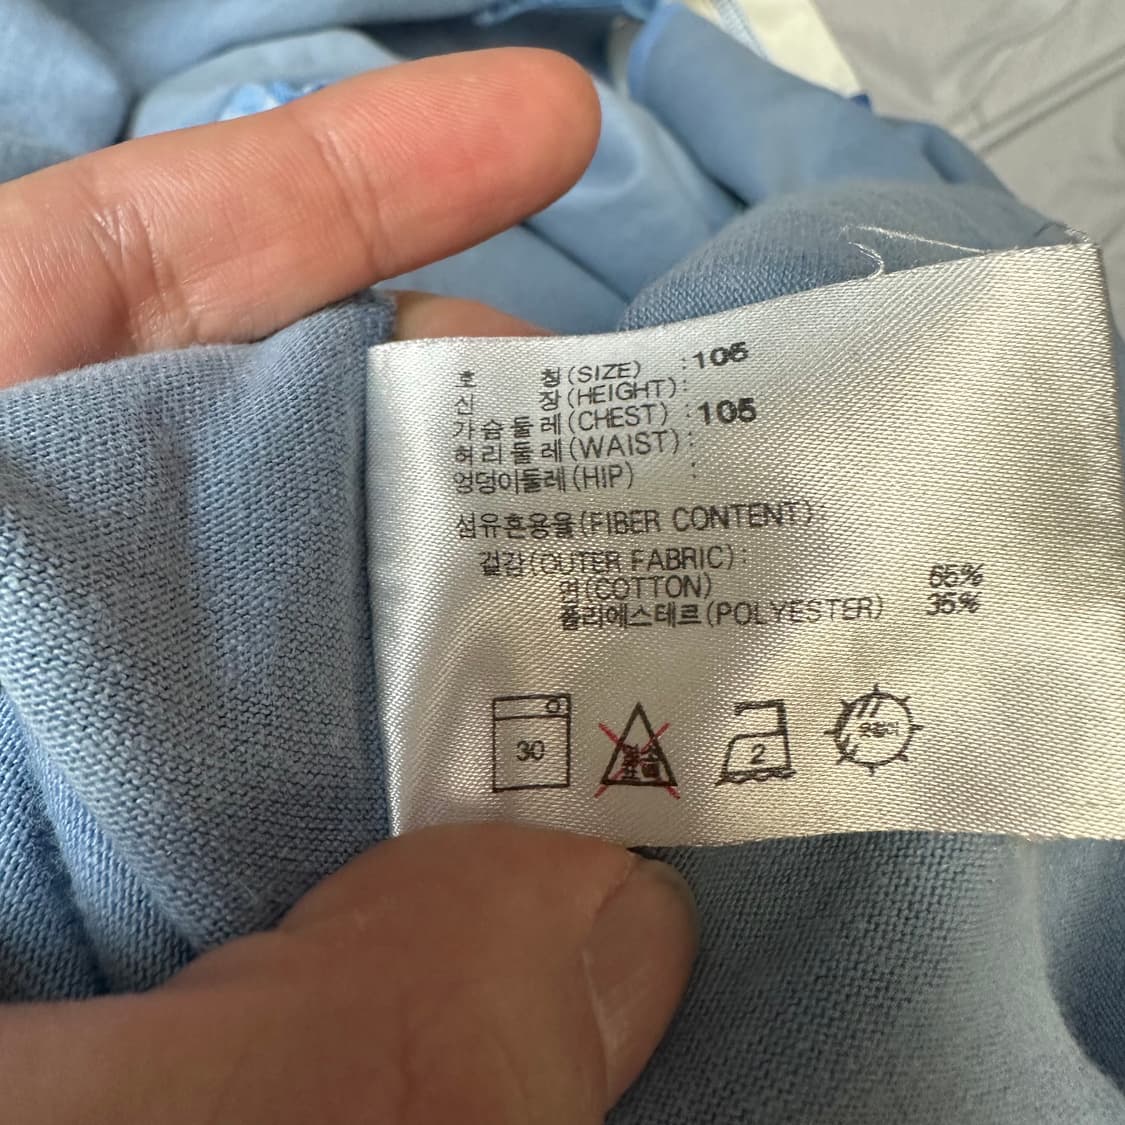 호 칭(SIZE) :105
신 장(HEIGHT):
가 슴 둘 레(CHEST) :105
허 리 둘 레(WAIST):
엉덩이둘레(HIP) :
섬유혼용율(FIBER CONTENT):
겉감(OUTER FABRIC):
면(COTTON) 65%
폴리에스테르(POLYESTER) 35%
30 2